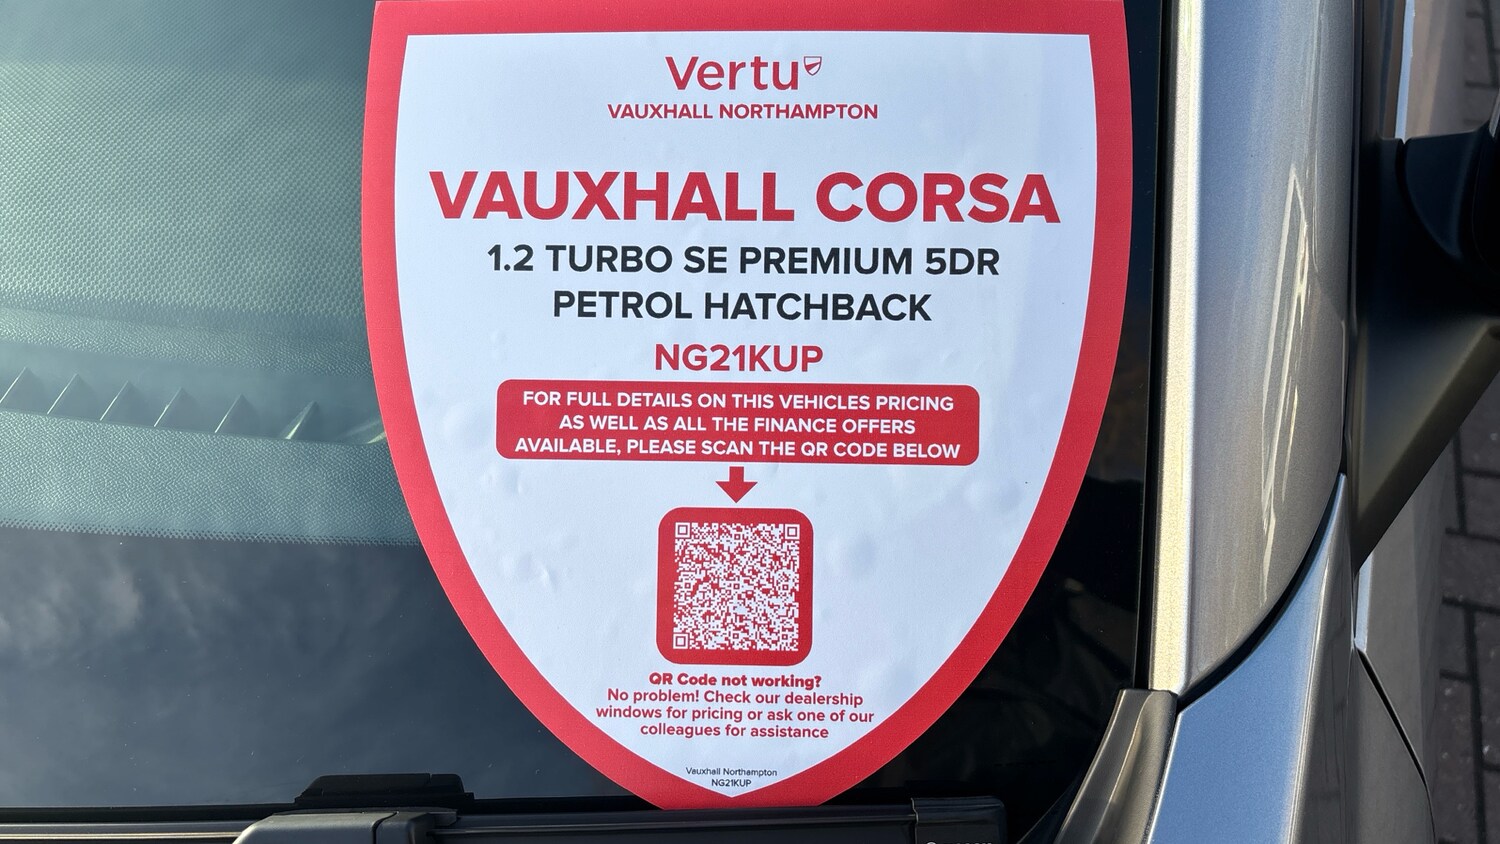 Vertu
VAUXHALL NORTHAMPTON
VAUXHALL CORSA
1.2 TURBO SE PREMIUM 5DR
PETROL HATCHBACK
NG21KUP
FOR FULL DETAILS ON THIS VEHICLES PRICING
AS WELL AS ALL THE FINANCE OFFERS
AVAILABLE, PLEASE SCAN THE QR CODE BELOW
QR Code not working?
No problem! Check our dealership
windows for pricing or ask one of our
colleagues for assistance
Vauxhall Northampton
NG21KUP